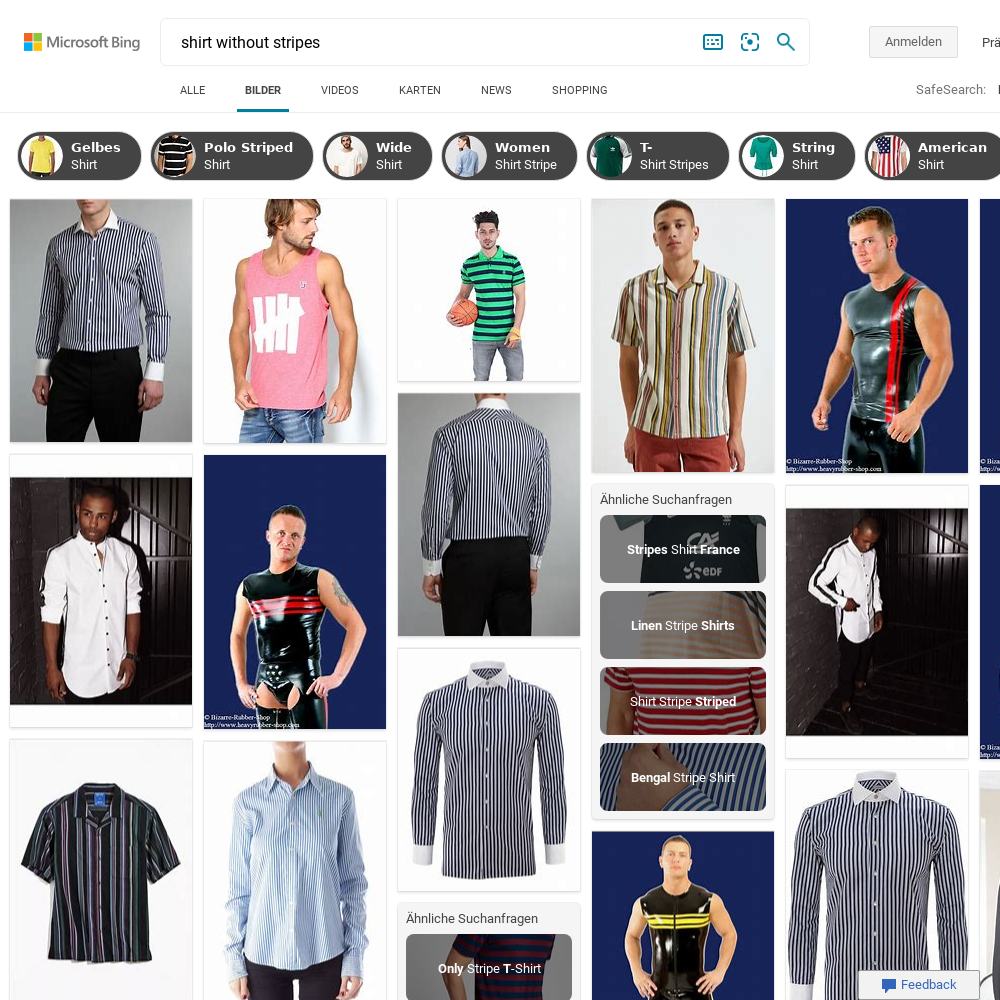 Microsoft Bing
shirt without stripes
Anmelden
Prä
ALLE
BILDER
VIDEOS
KARTEN
NEWS
SHOPPING
SafeSearch:
Gelbes
Shirt
Polo Striped
Shirt
Wide
Shirt
Women
Shirt Stripe
T-
Shirt Stripes
String
Shirt
American
Shirt
© Bizarre-Rubber-Shop
http://www.heavyrubber-shop.com
Ähnliche Suchanfragen
Stripes Shirt France
Linen Stripe Shirts
Shirt Stripe Striped
Bengal Stripe Shirt
© Bizarre-Rubber-Shop
http://www.heavyrubber-shop.com
Ähnliche Suchanfragen
Only Stripe T-Shirt
Feedback